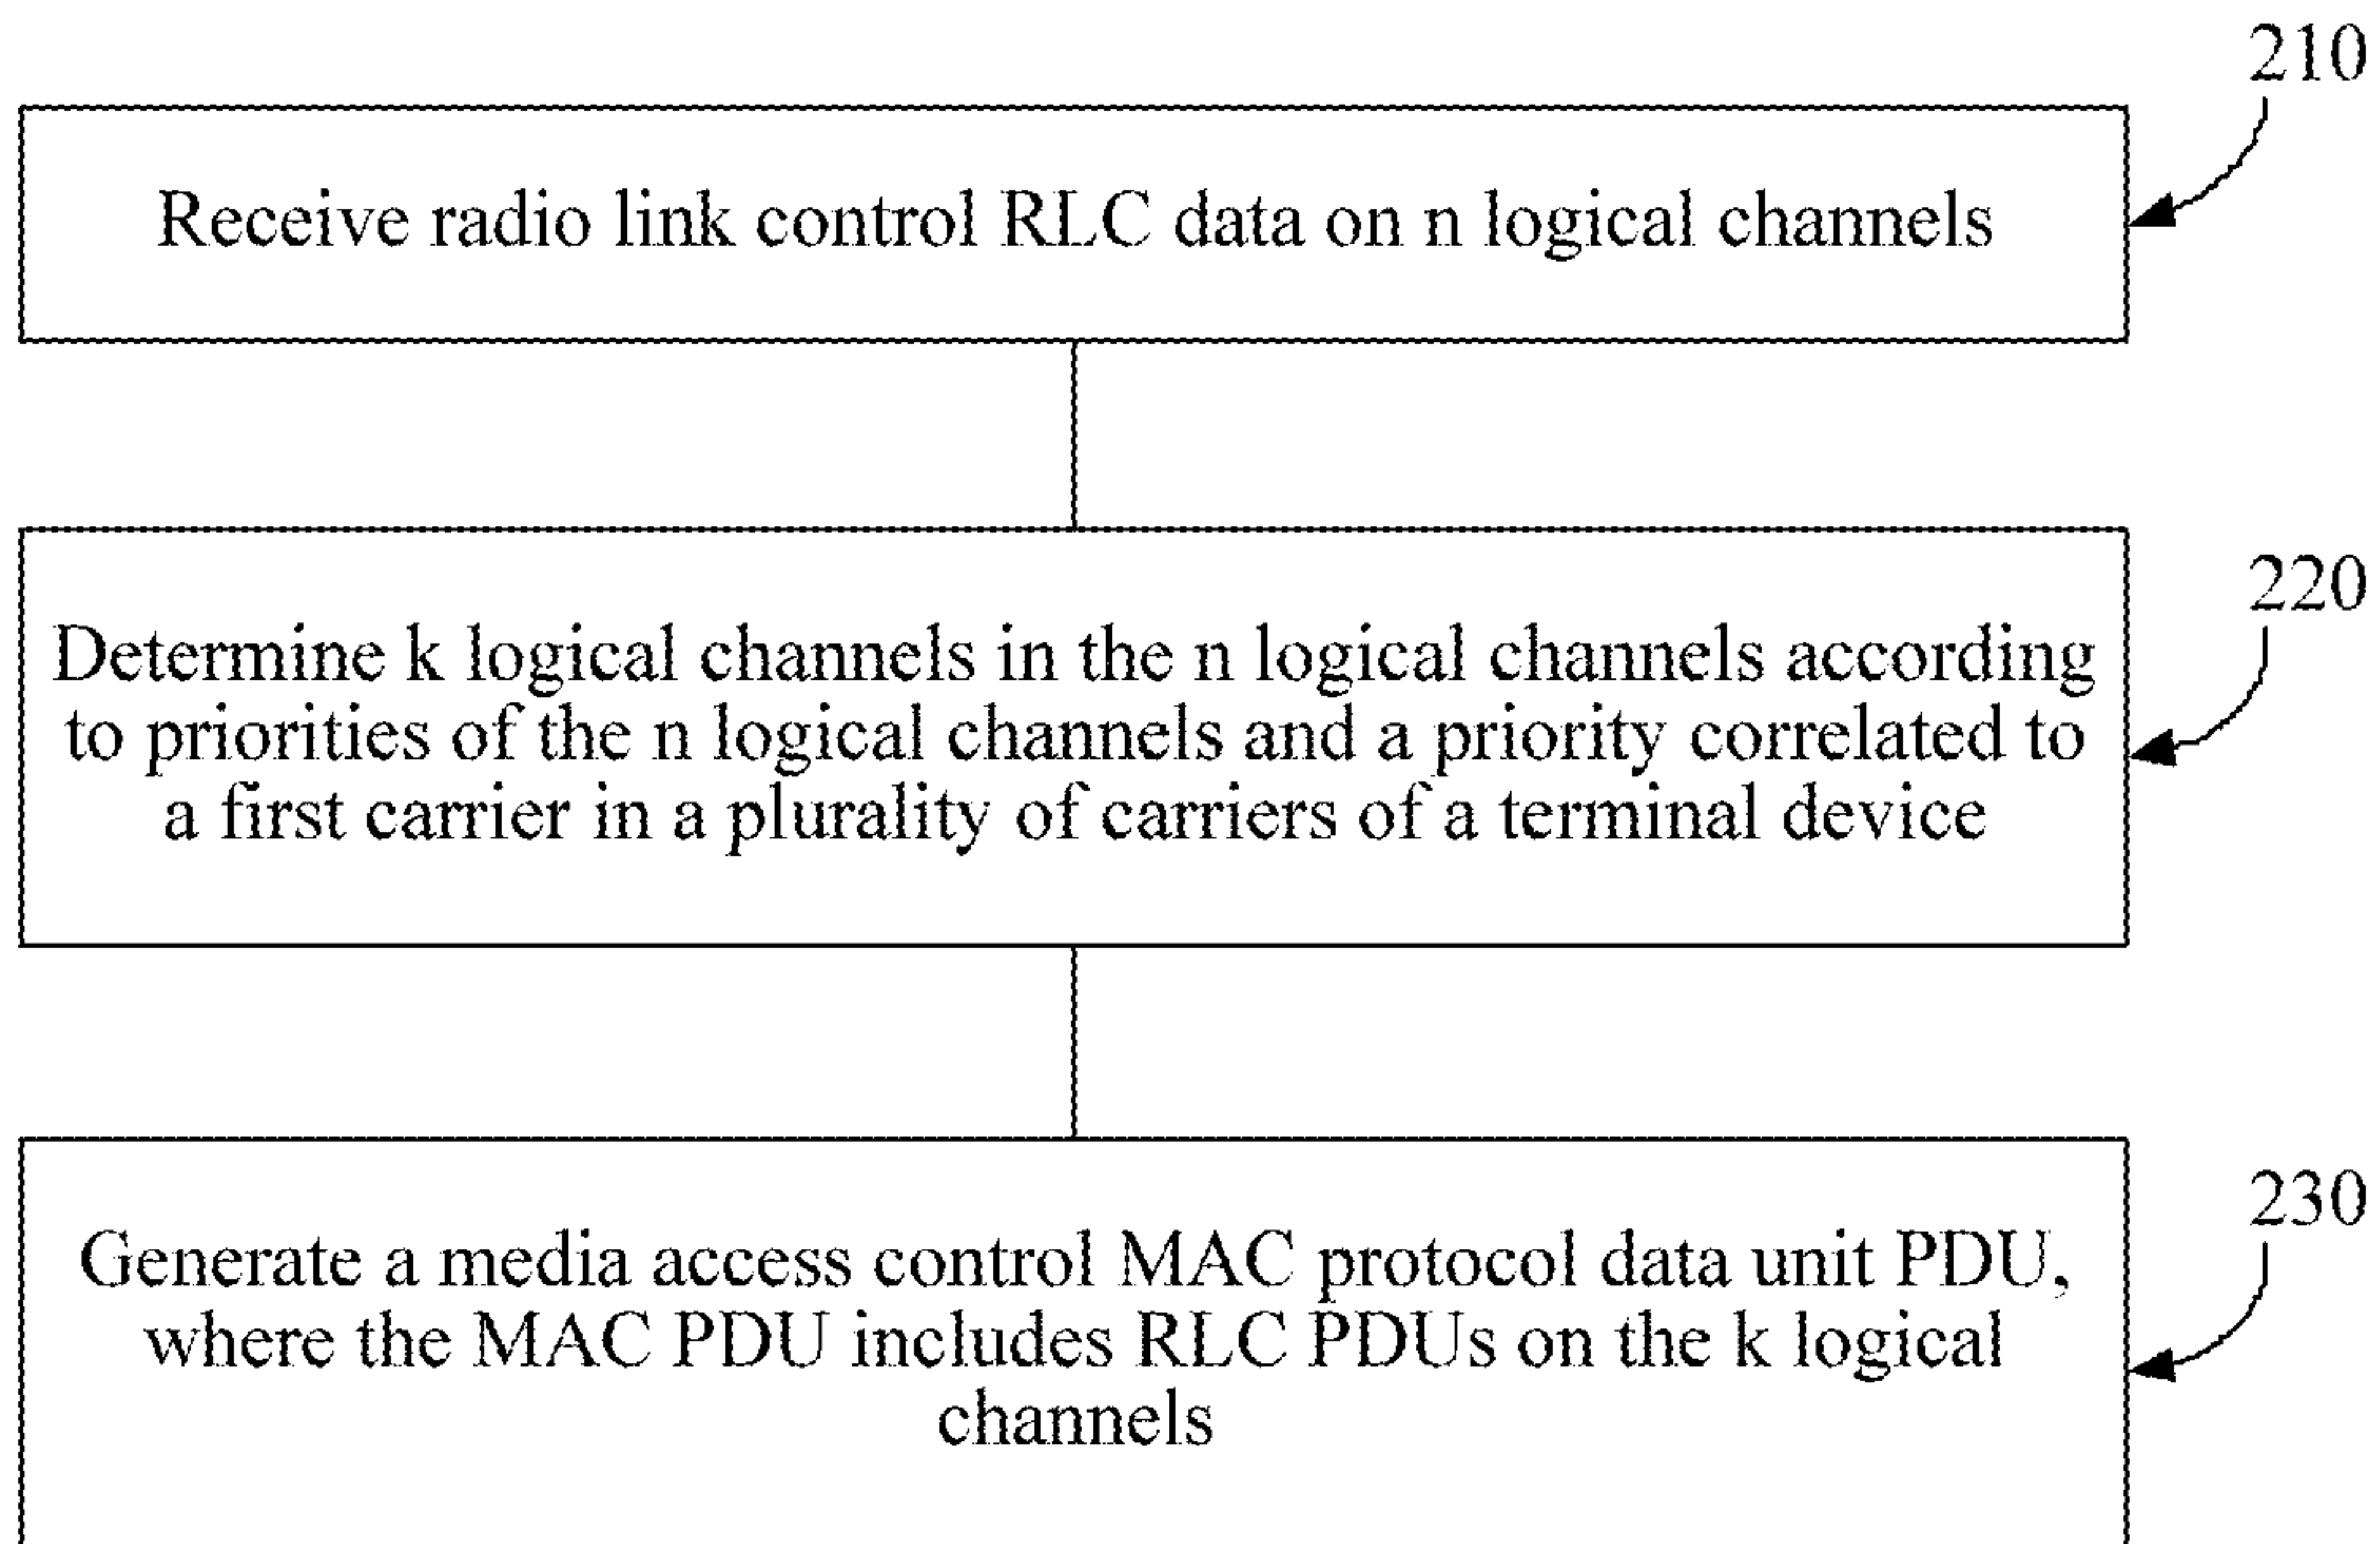 210
Receive radio link control RLC data on n logical channels
220
Determine k logical channels in the n logical channels according
to priorities of the n logical channels and a priority correlated to
a first carrier in a plurality of carriers of a terminal device
230
Generate a media access control MAC protocol data unit PDU,
where the MAC PDU includes RLC PDUs on the k logical
channels